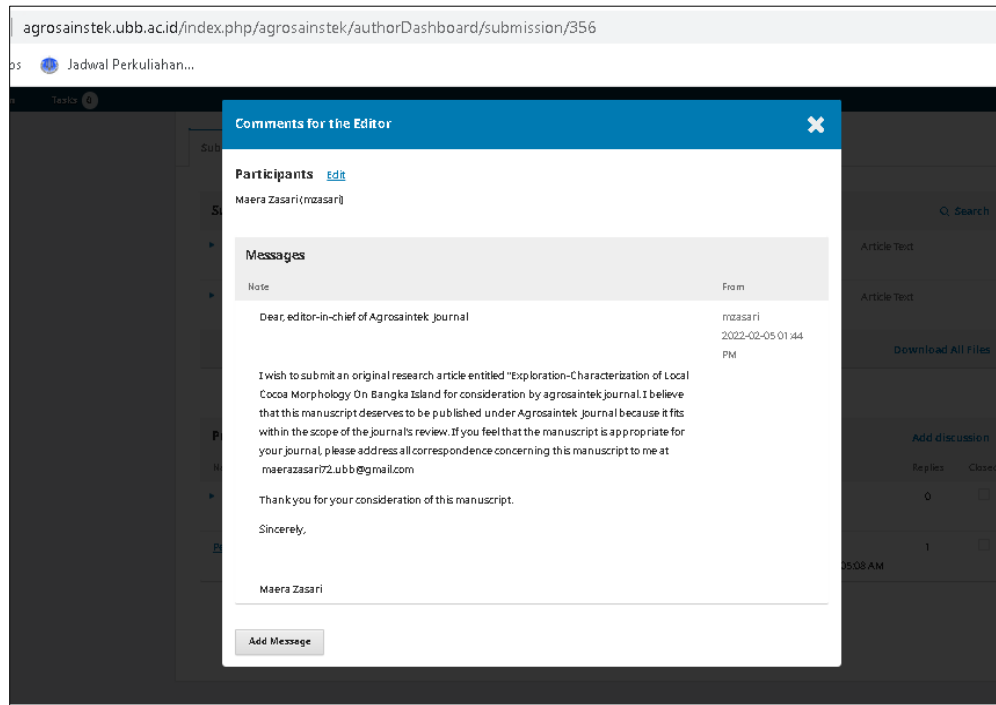 agrosainstek.ubb.ac.id/index.php/agrosainstek/authorDashboard/submission/356
os Jadwal Perkuliahan...
Tasks 0
Comments for the Editor
Sub
Participants Edit
Maera Zasari (mzasari)
Su
Search
Messages
Article Text
Note From
Article Text
Dear, editor-in-chief of Agrosaintek Journal mzasari
2022-02-05 01:44
PM
Download All Files
I wish to submit an original research article entitled "Exploration-Characterization of Local
Cocoa Morphology On Bangka Island for consideration by agrosaintek journal. I believe
that this manuscript deserves to be published under Agrosaintek Journal because it fits
within the scope of the journal's review. If you feel that the manuscript is appropriate for
your journal, please address all correspondence concerning this manuscript to me at
maerazasari72.ubb@gmail.com
Add discussion
Replies Closed
Thank you for your consideration of this manuscript.
0
Sincerely,
1
05:08 AM
Maera Zasari
Add Message